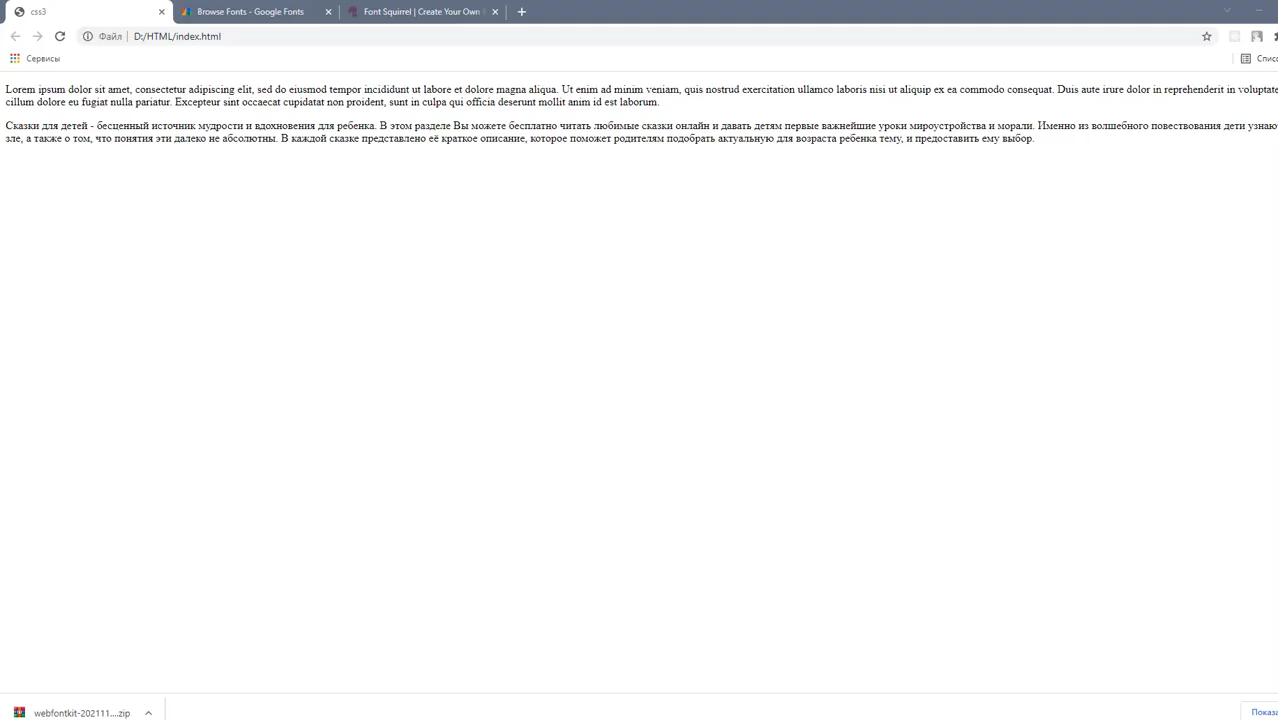 css3
Browse Fonts - Google Fonts
Font Squirrel | Create Your Own
Файл
D:/HTML/index.html
Сервисы
Lorem ipsum dolor sit amet, consectetur adipiscing elit, sed do eiusmod tempor incididunt ut labore et dolore magna aliqua. Ut enim ad minim veniam, quis nostrud exercitation ullamco laboris nisi ut aliquip ex ea commodo consequat. Duis aute irure dolor in reprehenderit in voluptate
cillum dolore eu fugiat nulla pariatur. Excepteur sint occaecat cupidatat non proident, sunt in culpa qui officia deserunt mollit anim id est laborum.
Сказки для детей - бесценный источник мудрости и вдохновения для ребенка. В этом разделе Вы можете бесплатно читать любимые сказки онлайн и давать детям первые важнейшие уроки мироустройства и морали. Именно из волшебного повествования дети
зле, а также о том, что понятия эти далеко не абсолютны. В каждой сказке представлено её краткое описание, которое поможет родителям подобрать актуальную для возраста ребенка тему, и предоставить ему выбор.
webfontkit-202111....zip